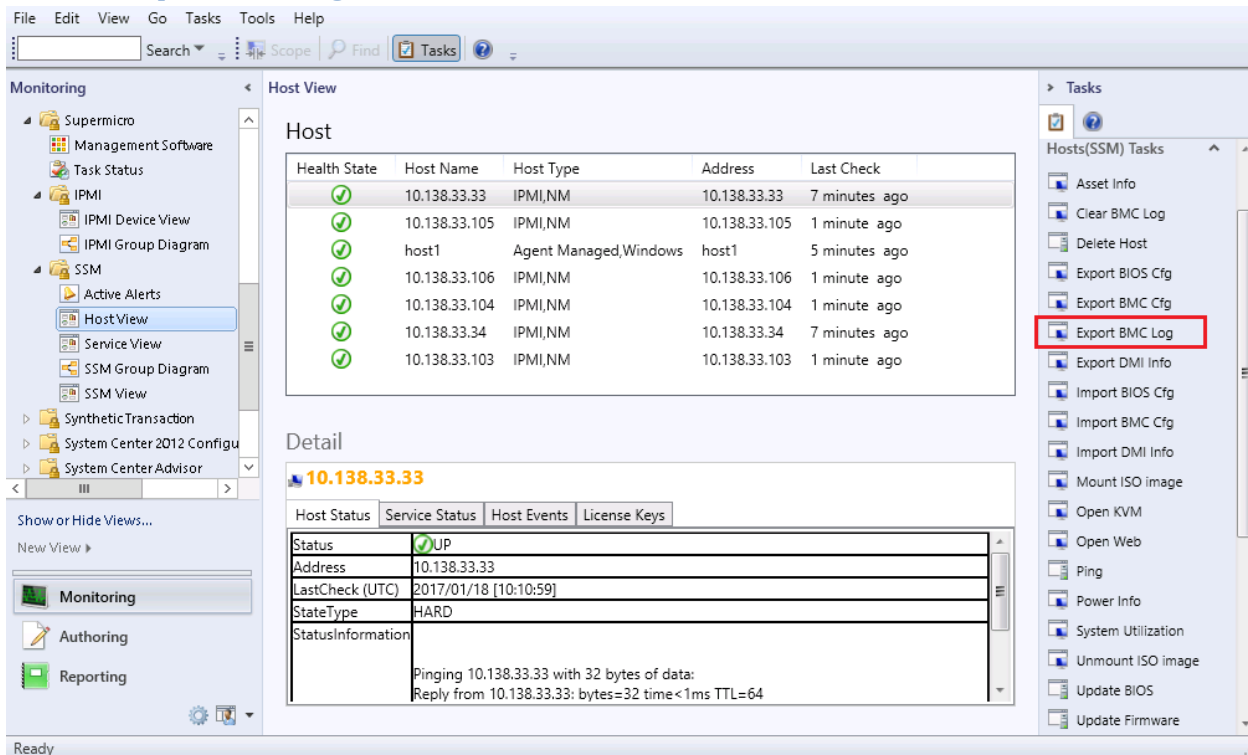 File Edit View Go Tasks Tools Help
Search Scope Find Tasks
Monitoring
Supermicro
Management Software
Task Status
IPMI
IPMI Device View
IPMI Group Diagram
SSM
Active Alerts
Host View
Service View
SSM Group Diagram
SSM View
Synthetic Transaction
System Center 2012 Configu
System Center Advisor
Show or Hide Views...
New View
Monitoring
Authoring
Reporting
Host View
Host
Health State Host Name Host Type Address Last Check
10.138.33.33 IPMI,NM 10.138.33.33 7 minutes ago
10.138.33.105 IPMI,NM 10.138.33.105 1 minute ago
host1 Agent Managed,Windows host1 5 minutes ago
10.138.33.106 IPMI,NM 10.138.33.106 1 minute ago
10.138.33.104 IPMI,NM 10.138.33.104 1 minute ago
10.138.33.34 IPMI,NM 10.138.33.34 7 minutes ago
10.138.33.103 IPMI,NM 10.138.33.103 1 minute ago
Detail
10.138.33.33
Host Status Service Status Host Events License Keys
Status UP
Address 10.138.33.33
LastCheck (UTC) 2017/01/18 [10:10:59]
StateType HARD
StatusInformation
Pinging 10.138.33.33 with 32 bytes of data:
Reply from 10.138.33.33: bytes=32 time<1ms TTL=64
Tasks
Hosts(SSM) Tasks
Asset Info
Clear BMC Log
Delete Host
Export BIOS Cfg
Export BMC Cfg
Export BMC Log
Export DMI Info
Import BIOS Cfg
Import BMC Cfg
Import DMI Info
Mount ISO image
Open KVM
Open Web
Ping
Power Info
System Utilization
Unmount ISO image
Update BIOS
Update Firmware
Ready